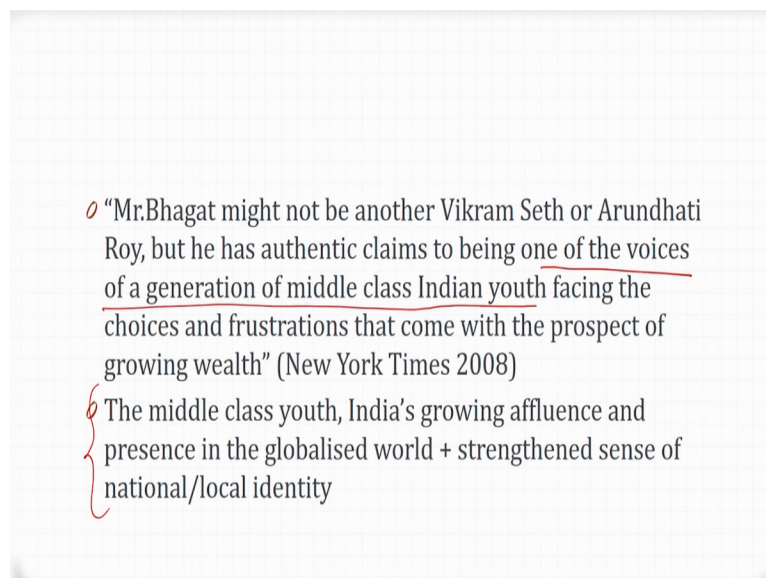 “Mr.Bhagat might not be another Vikram Seth or Arundhati
Roy, but he has authentic claims to being one of the voices
of a generation of middle class Indian youth facing the
choices and frustrations that come with the prospect of
growing wealth” (New York Times 2008)
The middle class youth, India’s growing affluence and
presence in the globalised world + strengthened sense of
national/local identity